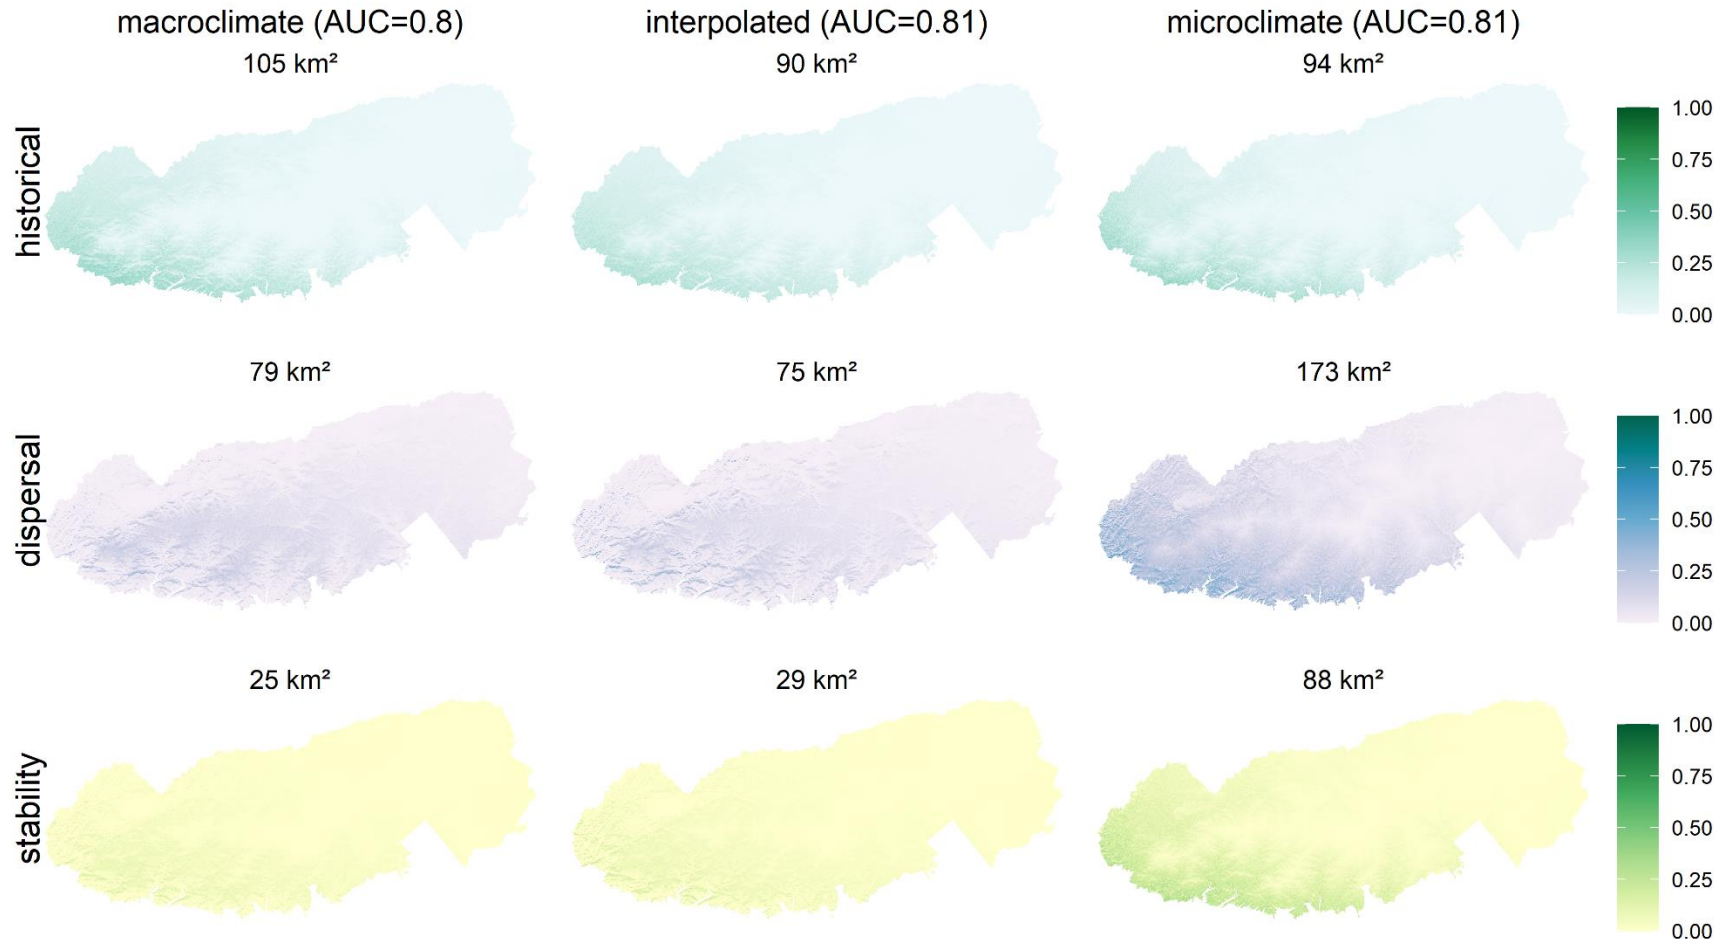 macroclimate (AUC=0.8) interpolated (AUC=0.81) microclimate (AUC=0.81)
105 km² 90 km² 94 km²
historical
1.00
0.75
0.50
0.25
0.00
79 km² 75 km² 173 km²
dispersal
1.00
0.75
0.50
0.25
0.00
25 km² 29 km² 88 km²
stability
1.00
0.75
0.50
0.25
0.00